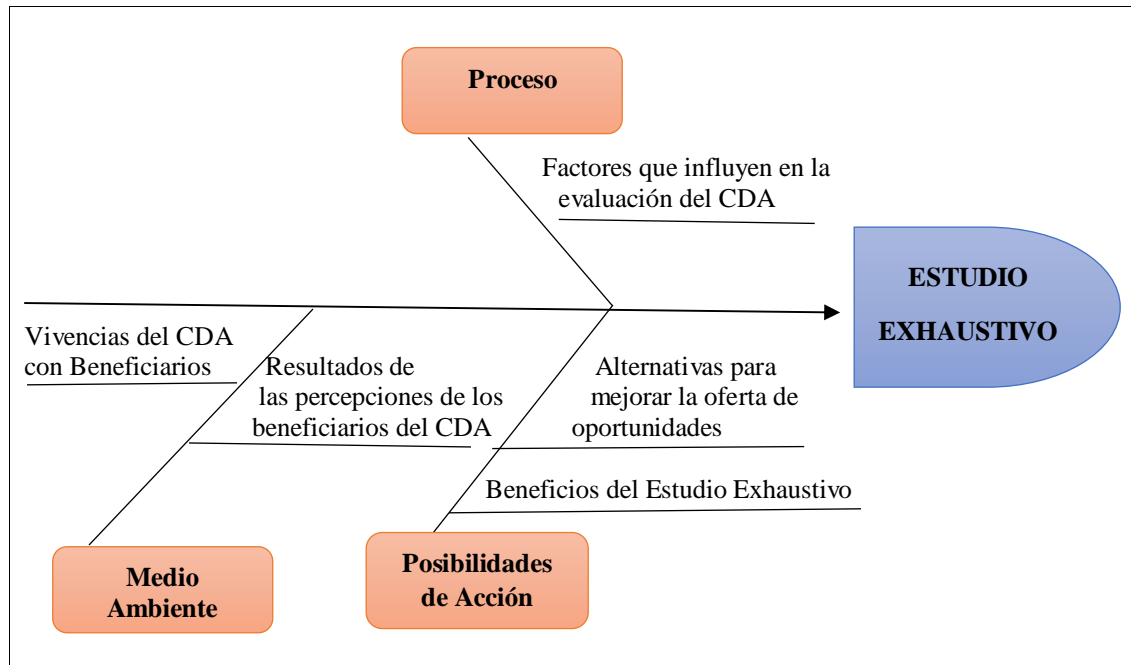 Proceso
Factores que influyen en la
evaluación del CDA
ESTUDIO
EXHAUSTIVO
Vivencias del CDA
con Beneficiarios
Resultados de
las percepciones de los
beneficiarios del CDA
Alternativas para
mejorar la oferta de
oportunidades
Beneficios del Estudio Exhaustivo
Medio
Ambiente
Posibilidades
de Acción